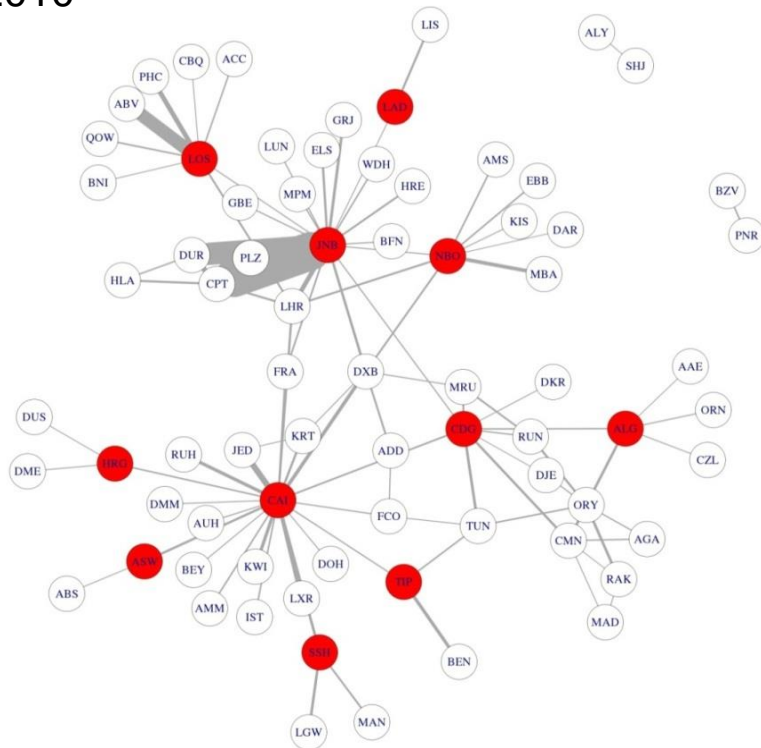 LIS
ALY
SHJ
CBQ
ACC
PHC
ABV
LAD
GRJ
QOW
LOS
LUN
ELS
WDH
AMS
BNI
MPM
HRE
EBB
BZV
GBE
KIS
PNR
DUR
PLZ
JNB
BFN
NBO
DAR
HLA
CPT
MBA
LHR
FRA
DXB
MRU
DKR
AAE
DUS
CDG
ALG
ORN
KRT
RUN
HRG
RUH
JED
ADD
CZL
DME
DJE
DMM
CAI
ORY
AUH
FCO
TUN
CMN
AGA
ASW
BEY
KWI
DOH
TIP
RAK
ABS
AMM
IST
LXR
MAD
SSH
BEN
LGW
MAN